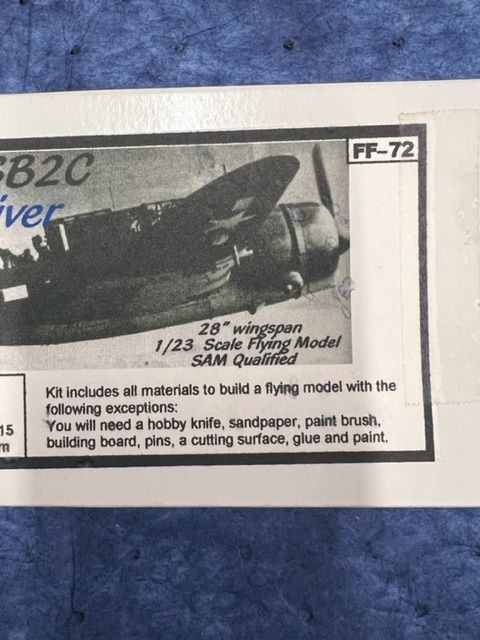 SB2C
FF-72
iver
28" wingspan
1/23 Scale Flying Model
SAM Qualified
Kit includes all materials to build a flying model with the
following exceptions:
You will need a hobby knife, sandpaper, paint brush,
building board, pins, a cutting surface, glue and paint.
15
m